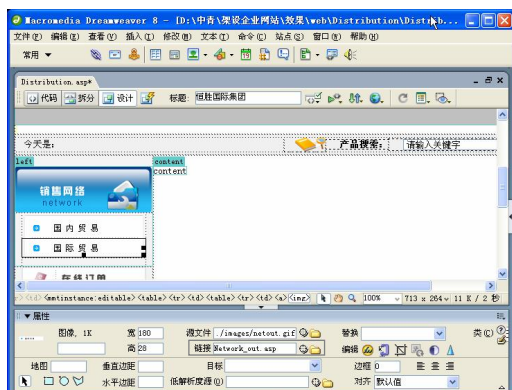 Macromedia Dreamweaver 8 - [D:\中杳\架设企业网站\效果\web\Distribution\Distrib...
文件(F) 编辑(E) 查看(V) 插入(I) 修改(M) 文本(T) 命令(C) 站点(S) 窗口(W) 帮助(H)
常用
Distribution.asp*
代码 拆分 设计 标题: 恒胜国际集团
今天是: 产品搜索: 请输入关键字
left content
content
销售网络
network
国内贸易
国际贸易
在线订单
<mmtinstance:editable> <table> <tr> <td> <table> <tr> <td> <a> <img> 100% 713 x 264 11 K / 2 秒
属性
图像, 1K 宽 180 源文件 ./images/netout.gif 替换 类(C)
高 28 链接 Network_out.asp 编辑
地图 垂直边距 目标 边框 0
水平边距 低解析度源(O) 对齐 默认值